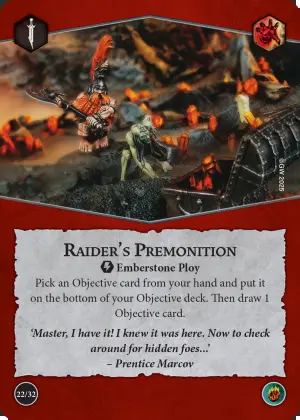 ©GW 2025
RAIDER'S PREMONITION
Emberstone Ploy
Pick an Objective card from your hand and put it
on the bottom of your Objective deck. Then draw 1
Objective card.
‘Master, I have it! I knew it was here. Now to check
around for hidden foes...’
– Prentice Marcov
22/32